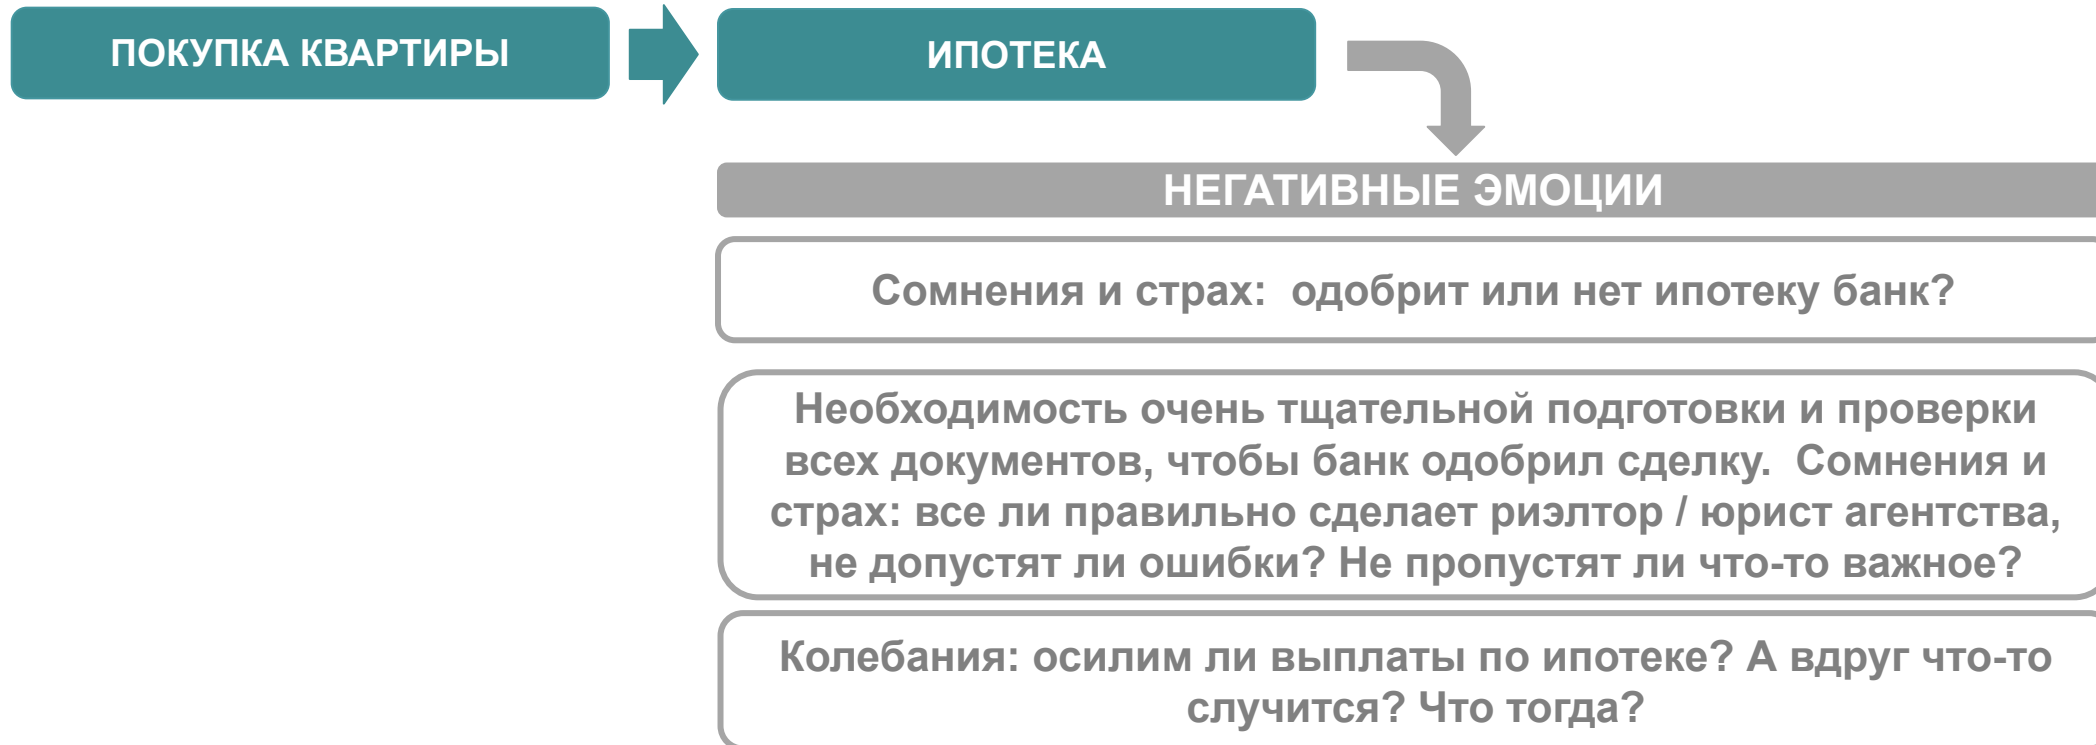 ПОКУПКА КВАРТИРЫ
ИПОТЕКА
НЕГАТИВНЫЕ ЭМОЦИИ
Сомнения и страх:  одобрит или нет ипотеку банк?
Необходимость очень тщательной подготовки и проверки
всех документов, чтобы банк одобрил сделку.  Сомнения и
страх: все ли правильно сделает риэлтор / юрист агентства,
не допустят ли ошибки? Не пропустят ли что-то важное?
Колебания: осилим ли выплаты по ипотеке? А вдруг что-то
случится? Что тогда?